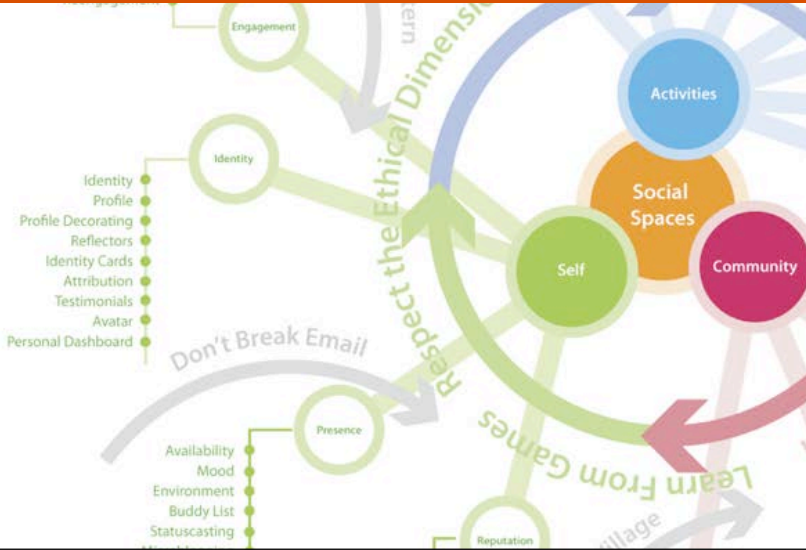 Engagement
Identity
Identity
Profile
Profile Decorating
Reflectors
Identity Cards
Attribution
Testimonials
Avatar
Personal Dashboard
Don't Break Email
Respect the Ethical
Learn From Games
Activities
Social
Spaces
Self
Community
Presence
Availability
Mood
Environment
Buddy List
Statuscasting
Reputation